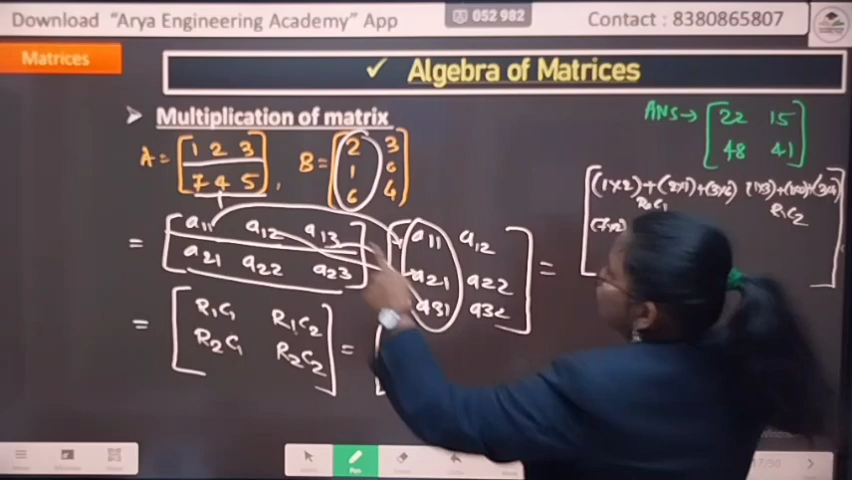 Download “Arya Engineering Academy” App
052 982
Contact : 8380865807
Matrices
✓ Algebra of Matrices
➤ Multiplication of matrix
ANS→ [22 15
48 41]
A = [1 2 3
7 4 5] , B = [2 3
1 0
6 4]
= [a11 a12 a13
a21 a22 a23] [a11 a12
a21 a22
a31 a32] = [(1×2)+(2×1)+(3×6) (1×3)+(2×0)+(3×4)
R1C2
(7×2)
= [R1C1 R1C2
R2C1 R2C2] = [
Pen